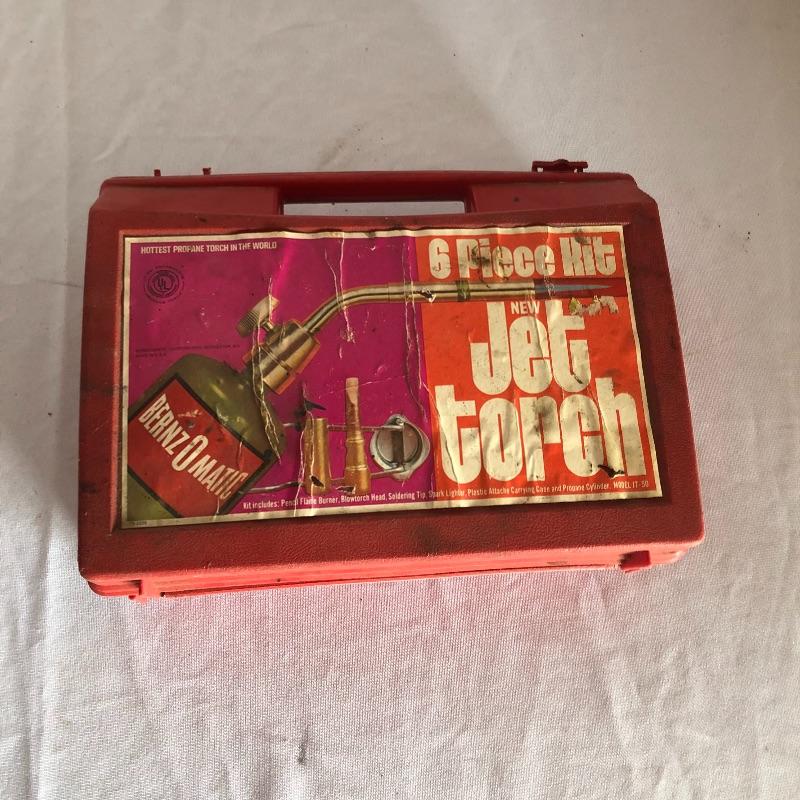 HOTTEST PROPANE TORCH IN THE WORLD
6 Piece Kit
UL
NEW
Jet
torch
BERNZOMATIC
Kit includes: Pencil Flame Burner, Blowtorch Head, Soldering Tip, Spark Lighter, Plastic Attache Carrying Case and Propane Cylinder. MODEL JT-50